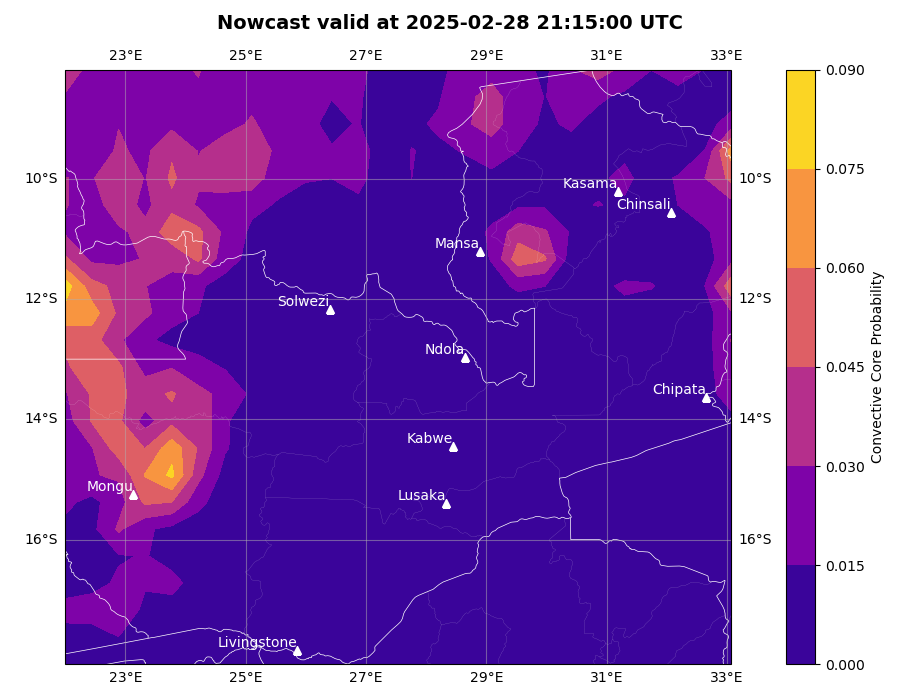 Nowcast valid at 2025-02-28 21:15:00 UTC
23°E 25°E 27°E 29°E 31°E 33°E
0.090
0.075
0.060
0.045
0.030
0.015
0.000
Convective Core Probability
10°S 10°S
12°S 12°S
14°S 14°S
16°S 16°S
Kasama
Chinsali
Mansa
Solwezi
Ndola
Chipata
Kabwe
Mongu
Lusaka
Livingstone
23°E 25°E 27°E 29°E 31°E 33°E